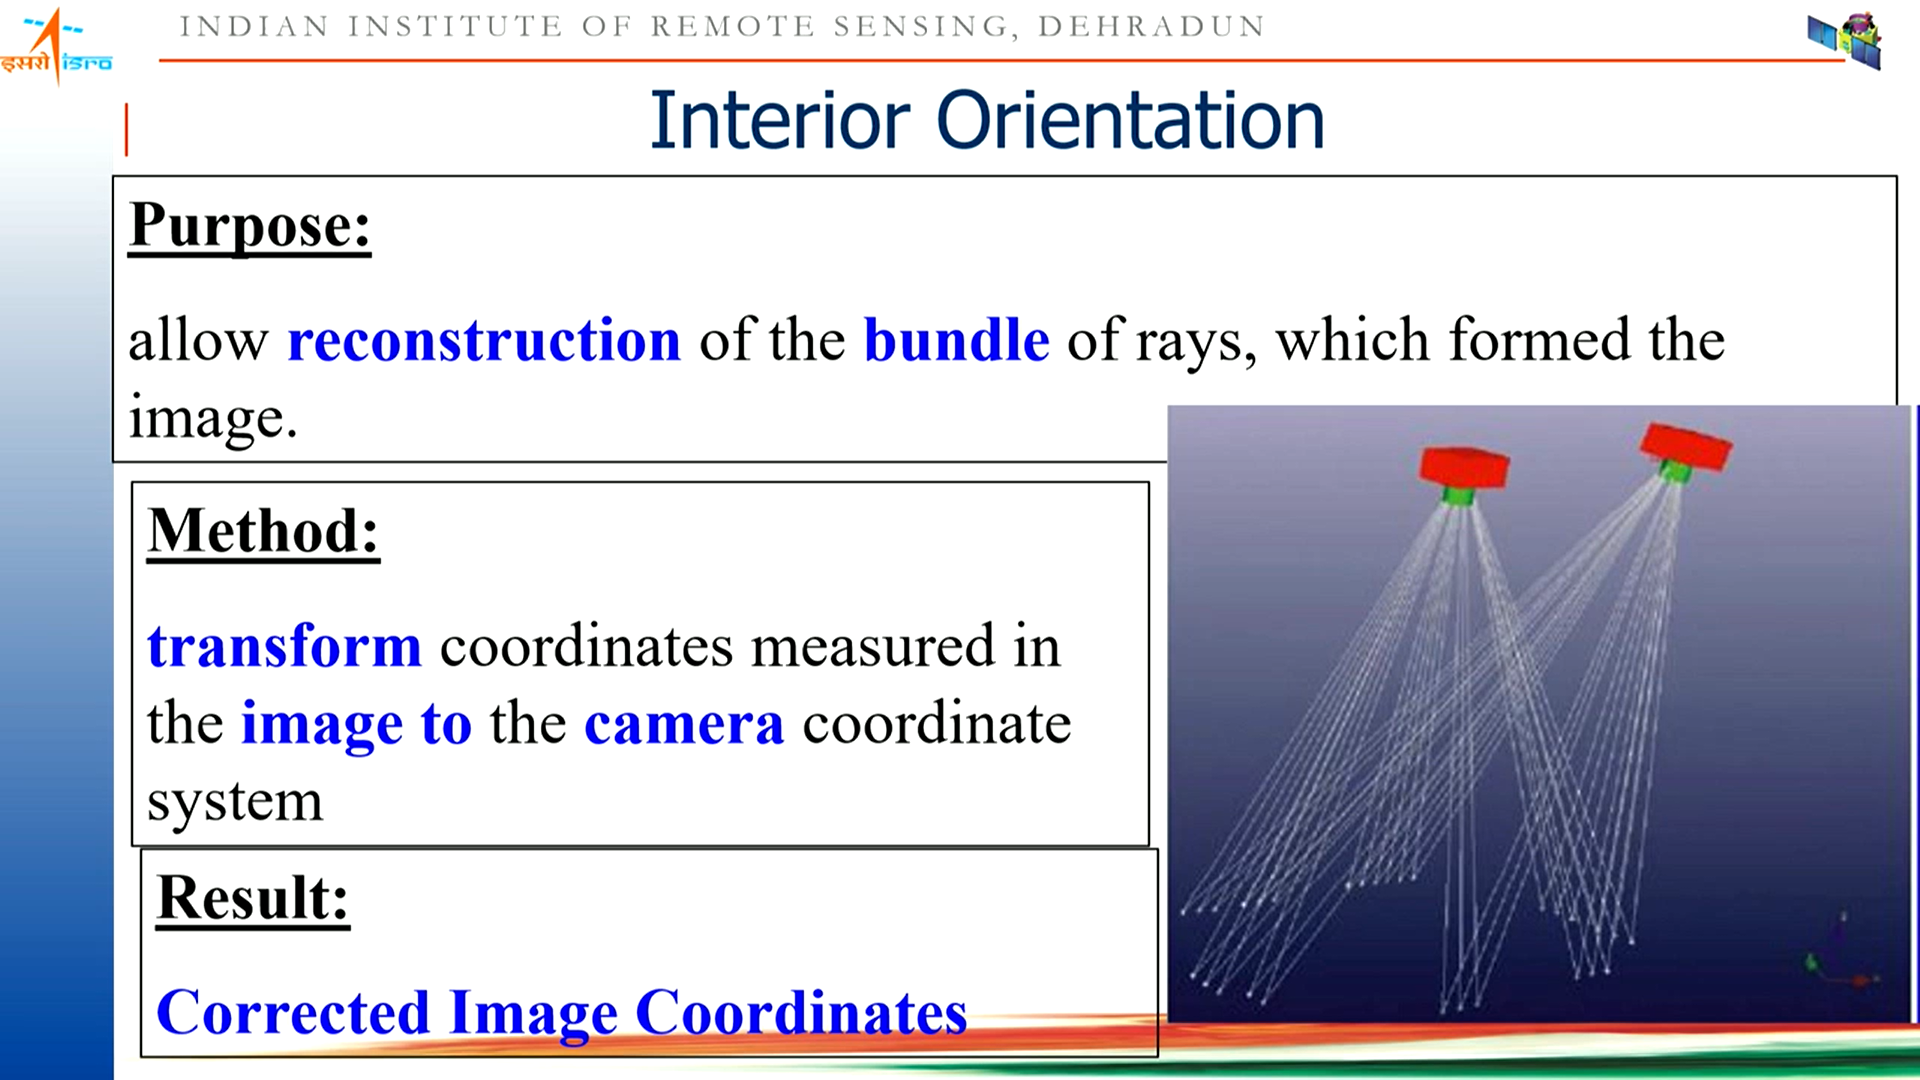 INDIAN INSTITUTE OF REMOTE SENSING, DEHRADUN
इसरो isro
Interior Orientation
Purpose:
allow reconstruction of the bundle of rays, which formed the
image.
Method:
transform coordinates measured in
the image to the camera coordinate
system
Result:
Corrected Image Coordinates